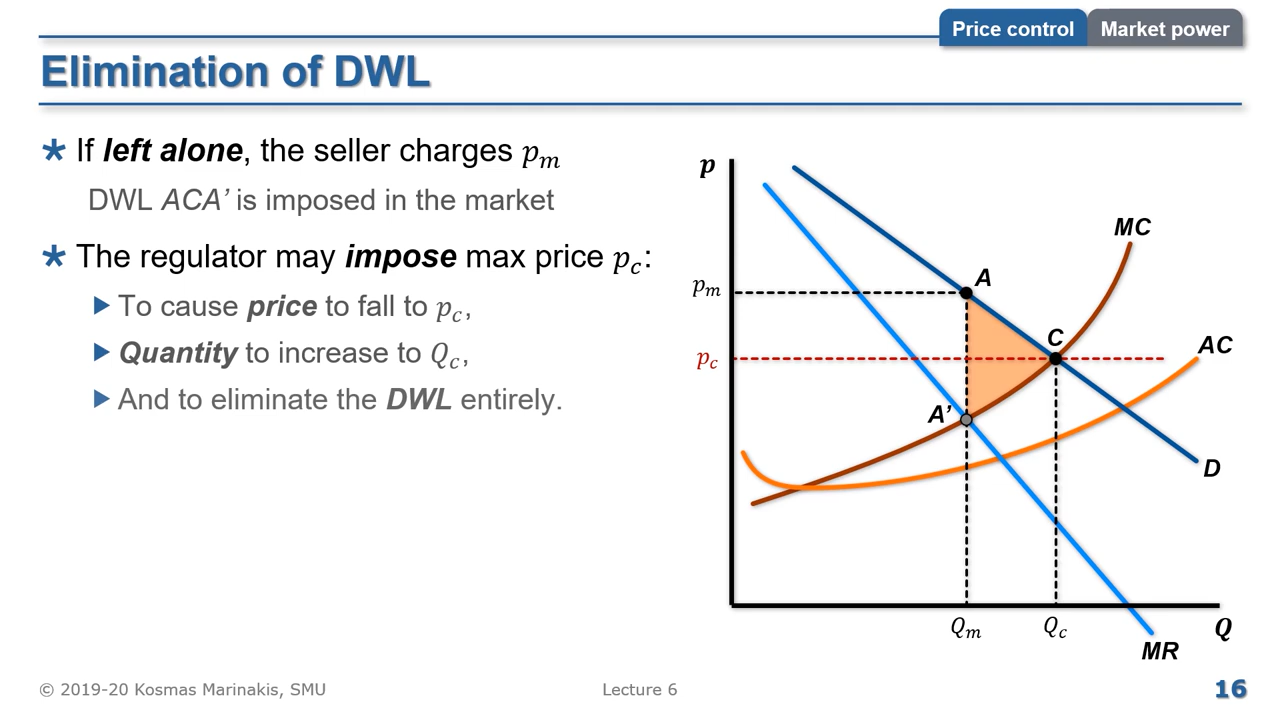 Price control
Market power
Elimination of DWL
If left alone, the seller charges pₘ
DWL ACA’ is imposed in the market
The regulator may impose max price p_c:
To cause price to fall to p_c,
Quantity to increase to Q_c,
And to eliminate the DWL entirely.
p
MC
A
pₘ
C
AC
p_c
A’
D
Qₘ
Q_c
Q
MR
© 2019-20 Kosmas Marinakis, SMU
Lecture 6
16